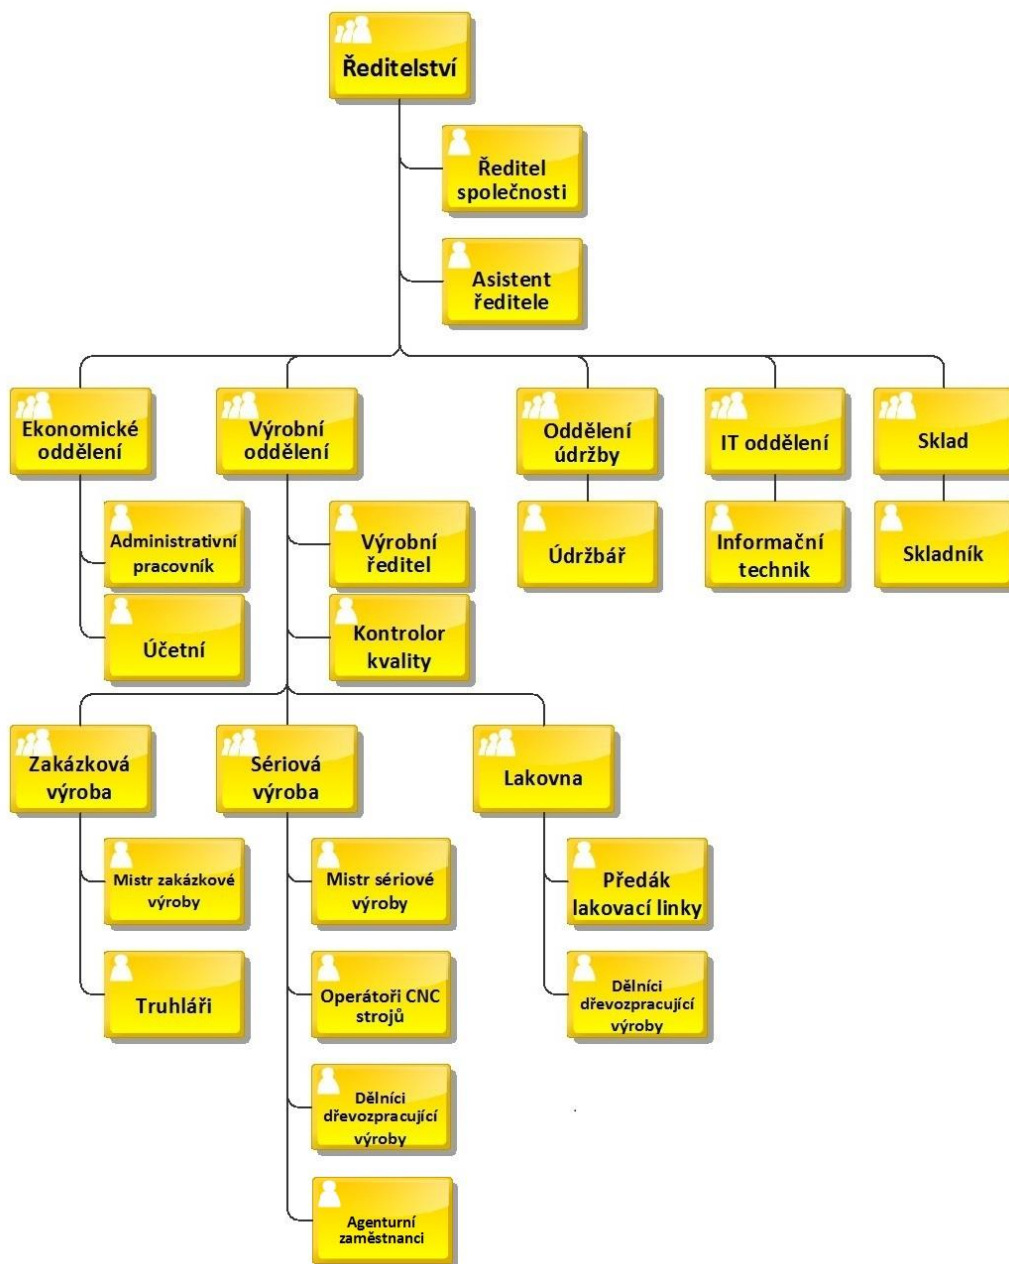 Ředitelství
Ředitel
společnosti
Asistent
ředitele
Ekonomické
oddělení
Výrobní
oddělení
Oddělení
údržby
IT oddělení
Sklad
Administrativní
pracovník
Výrobní
ředitel
Údržbář
Informační
technik
Skladník
Účetní
Kontrolor
kvality
Zakázková
výroba
Sériová
výroba
Lakovna
Mistr zakázkové
výroby
Mistr sériové
výroby
Předák
lakovací linky
Truhláři
Operátoři CNC
strojů
Dělníci
dřevozpracující
výroby
Dělníci
dřevozpracující
výroby
Agenturní
zaměstnanci